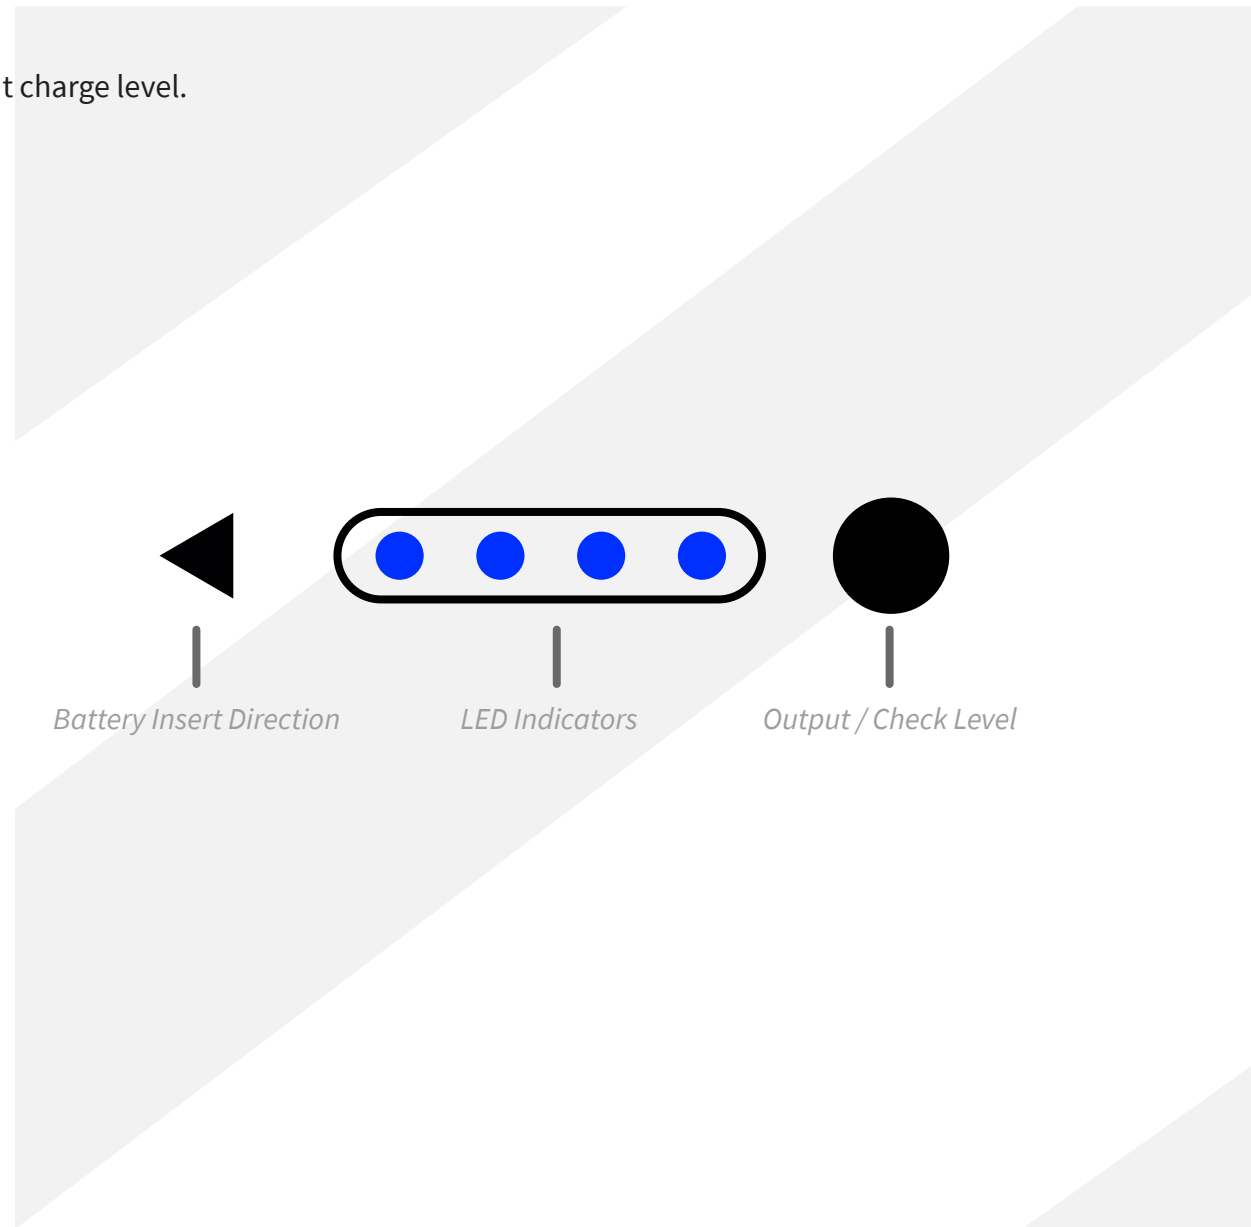 t charge level.
Battery Insert Direction
LED Indicators
Output / Check Level